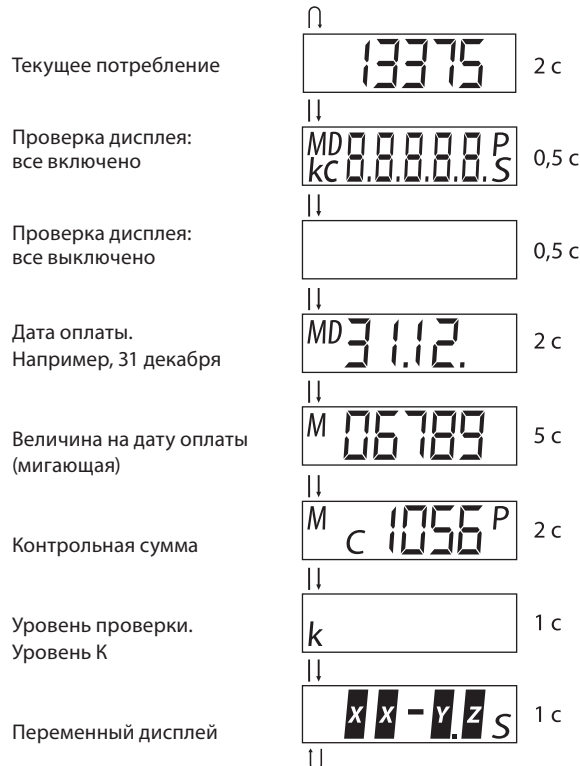 Текущее потребление
13375
2 с
Проверка дисплея:
все включено
MD 8.8.8.8.8. P
kC S
0,5 с
Проверка дисплея:
все выключено
0,5 с
Дата оплаты.
Например, 31 декабря
MD 31.12.
2 с
Величина на дату оплаты
(мигающая)
M 06789
5 с
Контрольная сумма
M C 1056 P
2 с
Уровень проверки.
Уровень К
k
1 с
Переменный дисплей
X X - Y.Z S
1 с